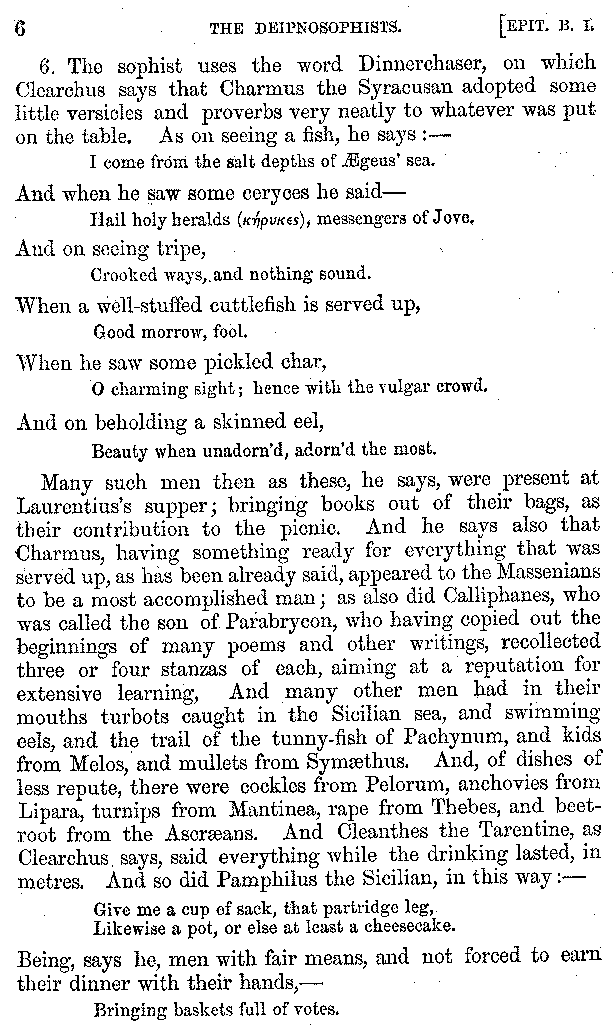 6 THE DEIPNOSOPHISTS. [EPIT. B. I.
6. The sophist uses the word Dinnerchaser, on which
Clearchus says that Charmus the Syracusan adopted some
little versicles and proverbs very neatly to whatever was put
on the table. As on seeing a fish, he says :—
I come from the salt depths of Ægeus' sea.
And when he saw some ceryces he said—
Hail holy heralds (κήρυκες), messengers of Jove.
And on seeing tripe,
Crooked ways, and nothing sound.
When a well-stuffed cuttlefish is served up,
Good morrow, fool.
When he saw some pickled char,
O charming sight; hence with the vulgar crowd.
And on beholding a skinned eel,
Beauty when unadorn'd, adorn'd the most.
Many such men then as these, he says, were present at
Laurentius's supper; bringing books out of their bags, as
their contribution to the picnic. And he says also that
Charmus, having something ready for everything that was
served up, as has been already said, appeared to the Massenians
to be a most accomplished man; as also did Calliphanes, who
was called the son of Parabrycon, who having copied out the
beginnings of many poems and other writings, recollected
three or four stanzas of each, aiming at a reputation for
extensive learning, And many other men had in their
mouths turbots caught in the Sicilian sea, and swimming
eels, and the trail of the tunny-fish of Pachynum, and kids
from Melos, and mullets from Symæthus. And, of dishes of
less repute, there were cockles from Pelorum, anchovies from
Lipara, turnips from Mantinea, rape from Thebes, and beet-
root from the Ascræans. And Cleanthes the Tarentine, as
Clearchus says, said everything while the drinking lasted, in
metres. And so did Pamphilus the Sicilian, in this way :—
Give me a cup of sack, that partridge leg,
Likewise a pot, or else at least a cheesecake.
Being, says he, men with fair means, and not forced to earn
their dinner with their hands,—
Bringing baskets full of votes.